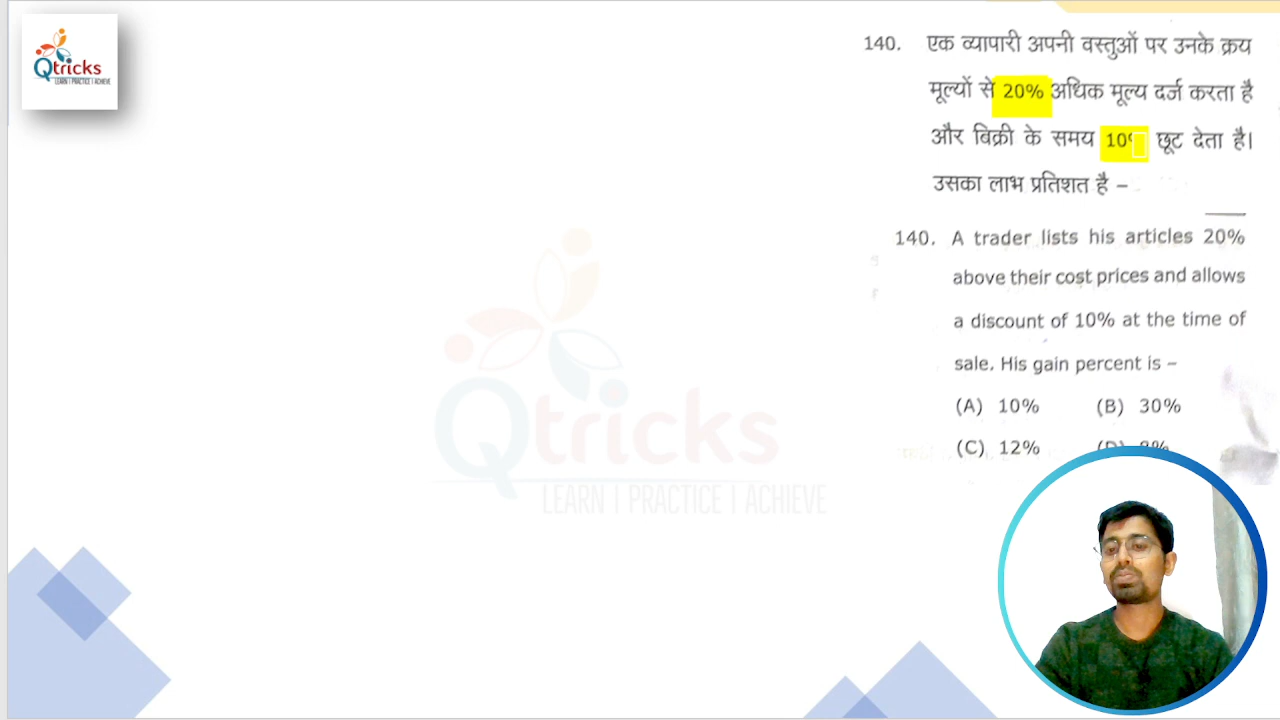 Qtricks
LEARN | PRACTICE | ACHIEVE
140. एक व्यापारी अपनी वस्तुओं पर उनके क्रय
मूल्यों से 20% अधिक मूल्य दर्ज करता है
और बिक्री के समय 10% छूट देता है।
उसका लाभ प्रतिशत है –
140. A trader lists his articles 20%
above their cost prices and allows
a discount of 10% at the time of
sale. His gain percent is –
(A) 10% (B) 30%
(C) 12%
Qtricks
LEARN | PRACTICE | ACHIEVE